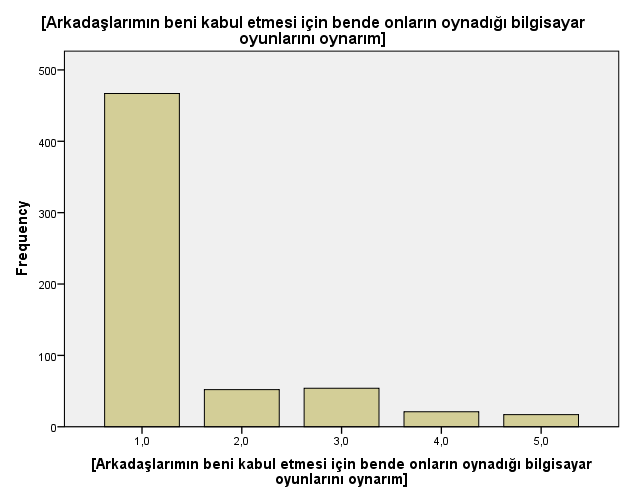 [Arkadaşlarımın beni kabul etmesi için bende onların oynadığı bilgisayar
oyunlarını oynarım]
500
400
300
200
100
0
Frequency
1,0
2,0
3,0
4,0
5,0
[Arkadaşlarımın beni kabul etmesi için bende onların oynadığı bilgisayar
oyunlarını oynarım]